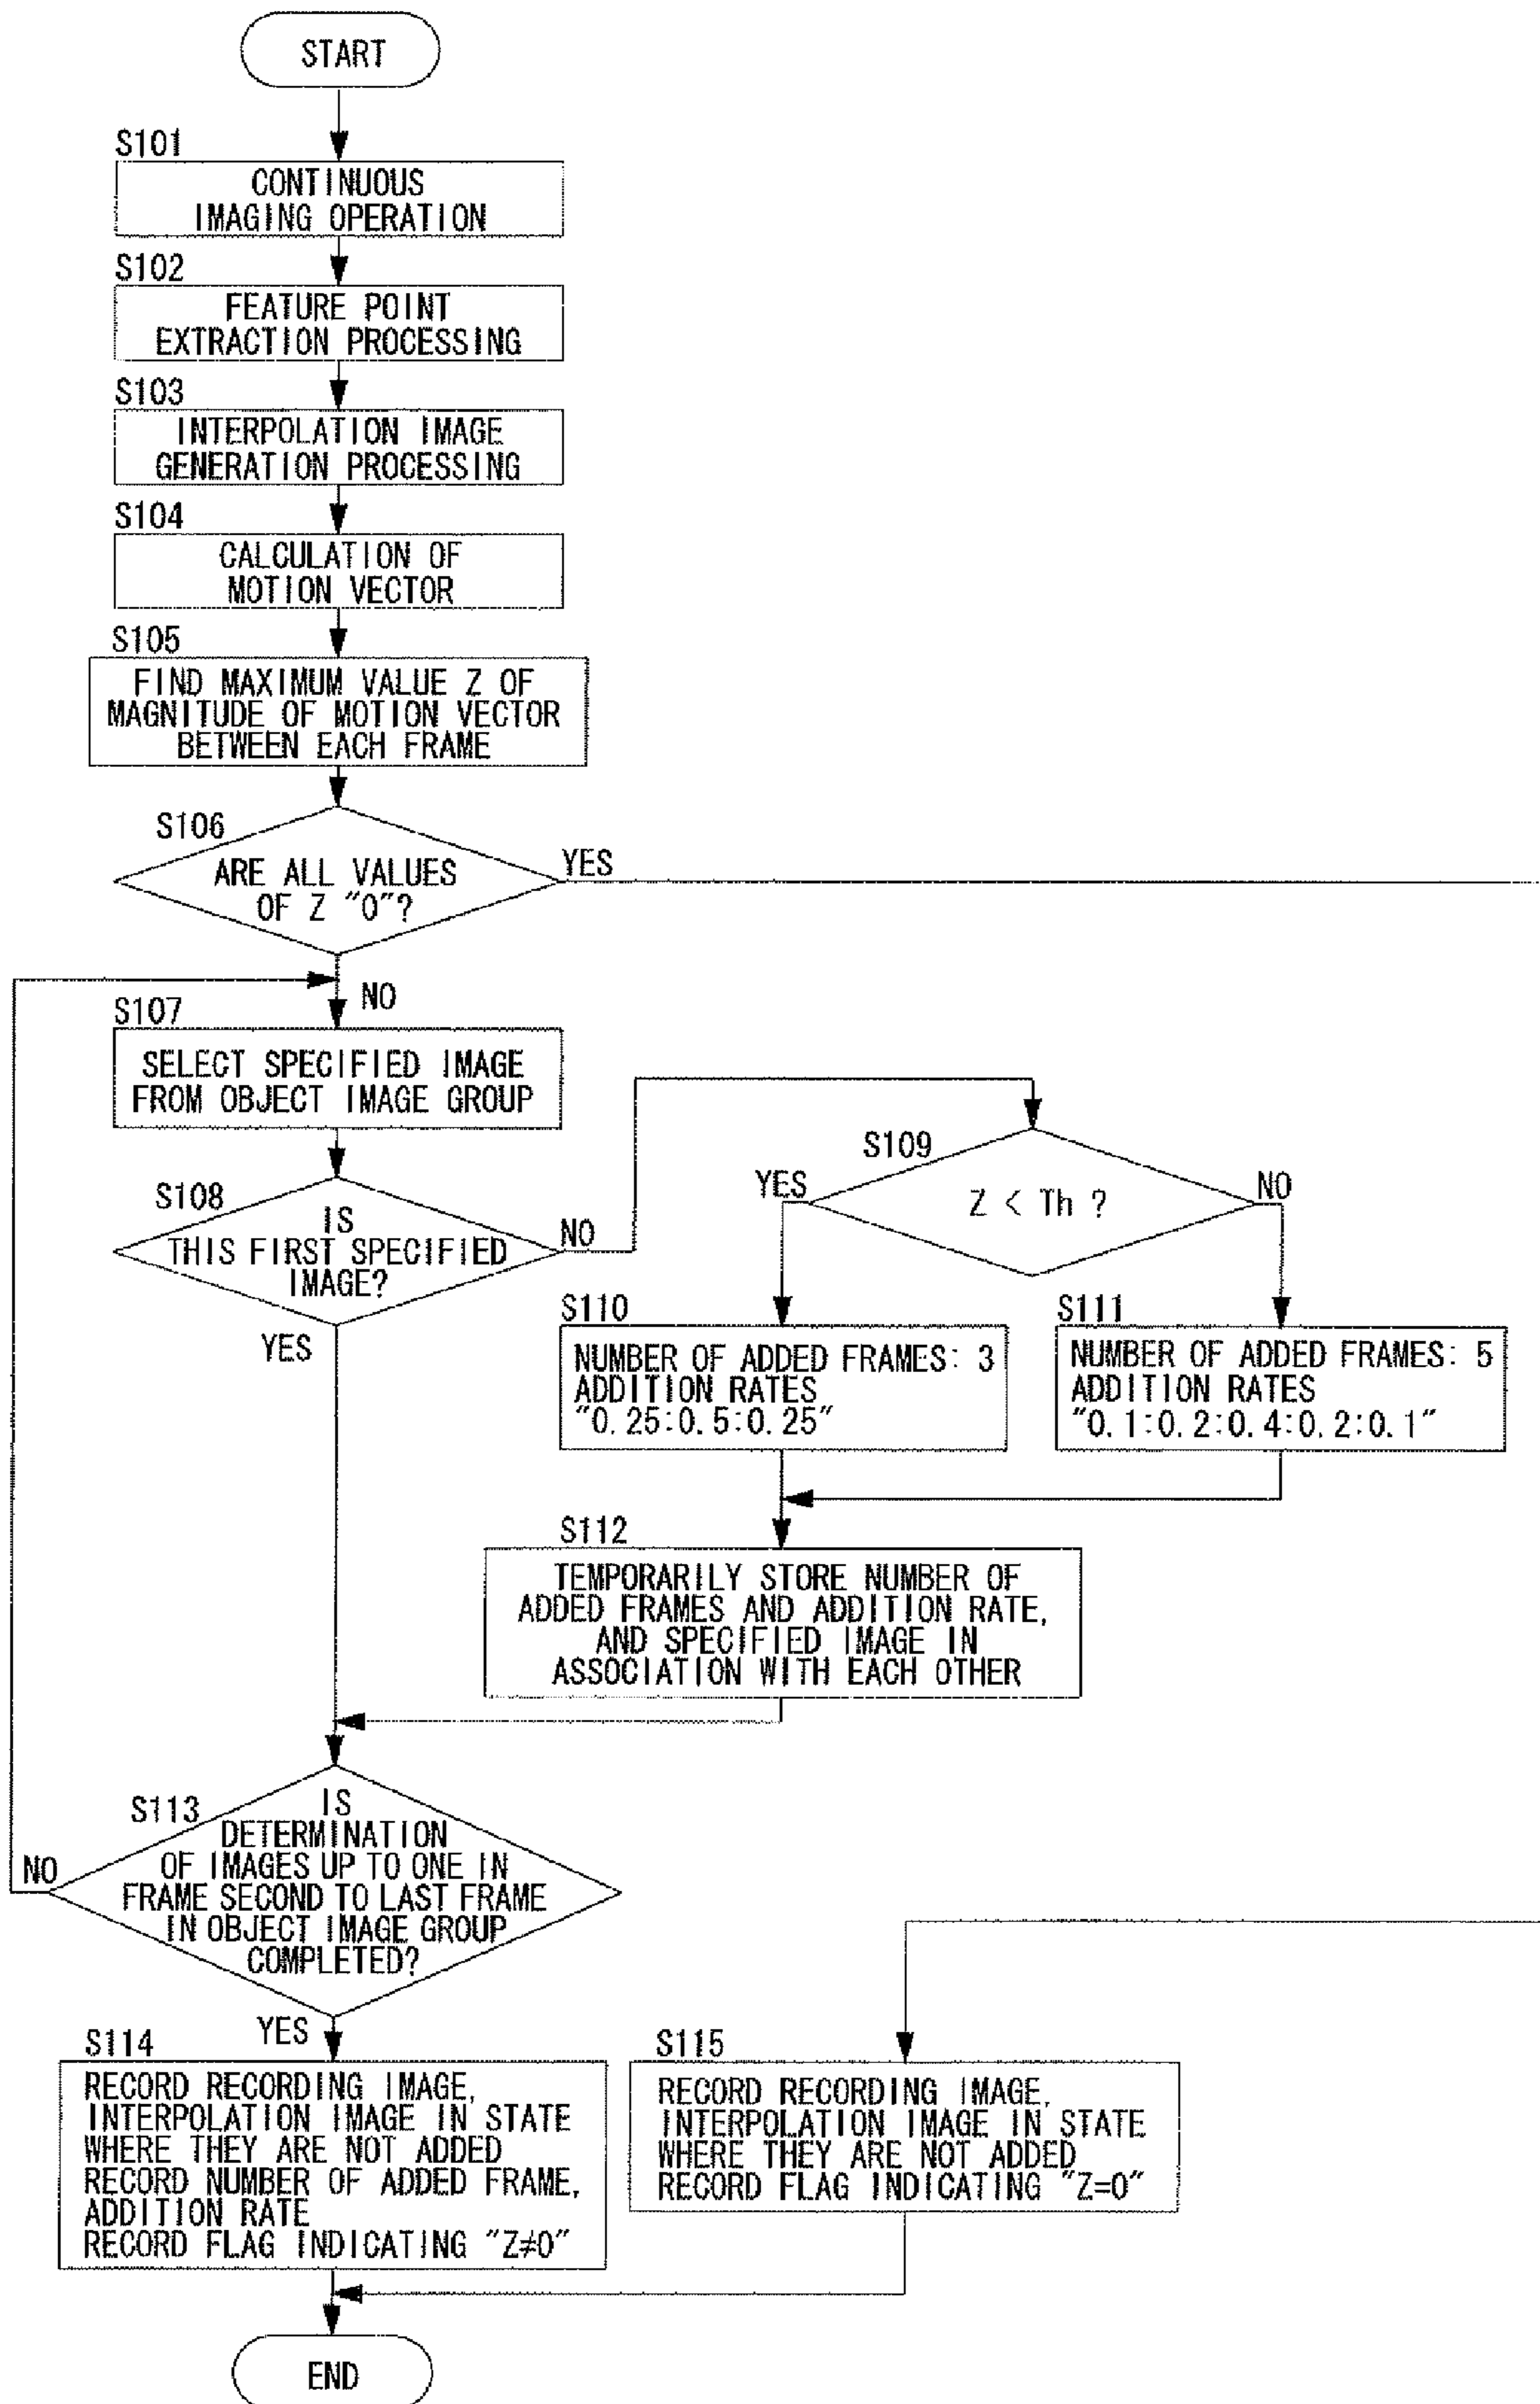 START
S101
CONTINUOUS
IMAGING OPERATION
S102
FEATURE POINT
EXTRACTION PROCESSING
S103
INTERPOLATION IMAGE
GENERATION PROCESSING
S104
CALCULATION OF
MOTION VECTOR
S105
FIND MAXIMUM VALUE Z OF
MAGNITUDE OF MOTION VECTOR
BETWEEN EACH FRAME
S106
ARE ALL VALUES
OF Z "0"?
YES
NO
S107
SELECT SPECIFIED IMAGE
FROM OBJECT IMAGE GROUP
S108
IS
THIS FIRST SPECIFIED
IMAGE?
NO
YES
S109
Z < Th ?
YES
NO
S110
NUMBER OF ADDED FRAMES: 3
ADDITION RATES
"0.25:0.5:0.25"
S111
NUMBER OF ADDED FRAMES: 5
ADDITION RATES
"0.1:0.2:0.4:0.2:0.1"
S112
TEMPORARILY STORE NUMBER OF
ADDED FRAMES AND ADDITION RATE,
AND SPECIFIED IMAGE IN
ASSOCIATION WITH EACH OTHER
S113
IS
DETERMINATION
OF IMAGES UP TO ONE IN
FRAME SECOND TO LAST FRAME
IN OBJECT IMAGE GROUP
COMPLETED?
NO
YES
S114
RECORD RECORDING IMAGE,
INTERPOLATION IMAGE IN STATE
WHERE THEY ARE NOT ADDED
RECORD NUMBER OF ADDED FRAME,
ADDITION RATE
RECORD FLAG INDICATING "Z≠0"
S115
RECORD RECORDING IMAGE,
INTERPOLATION IMAGE IN STATE
WHERE THEY ARE NOT ADDED
RECORD FLAG INDICATING "Z=0"
END